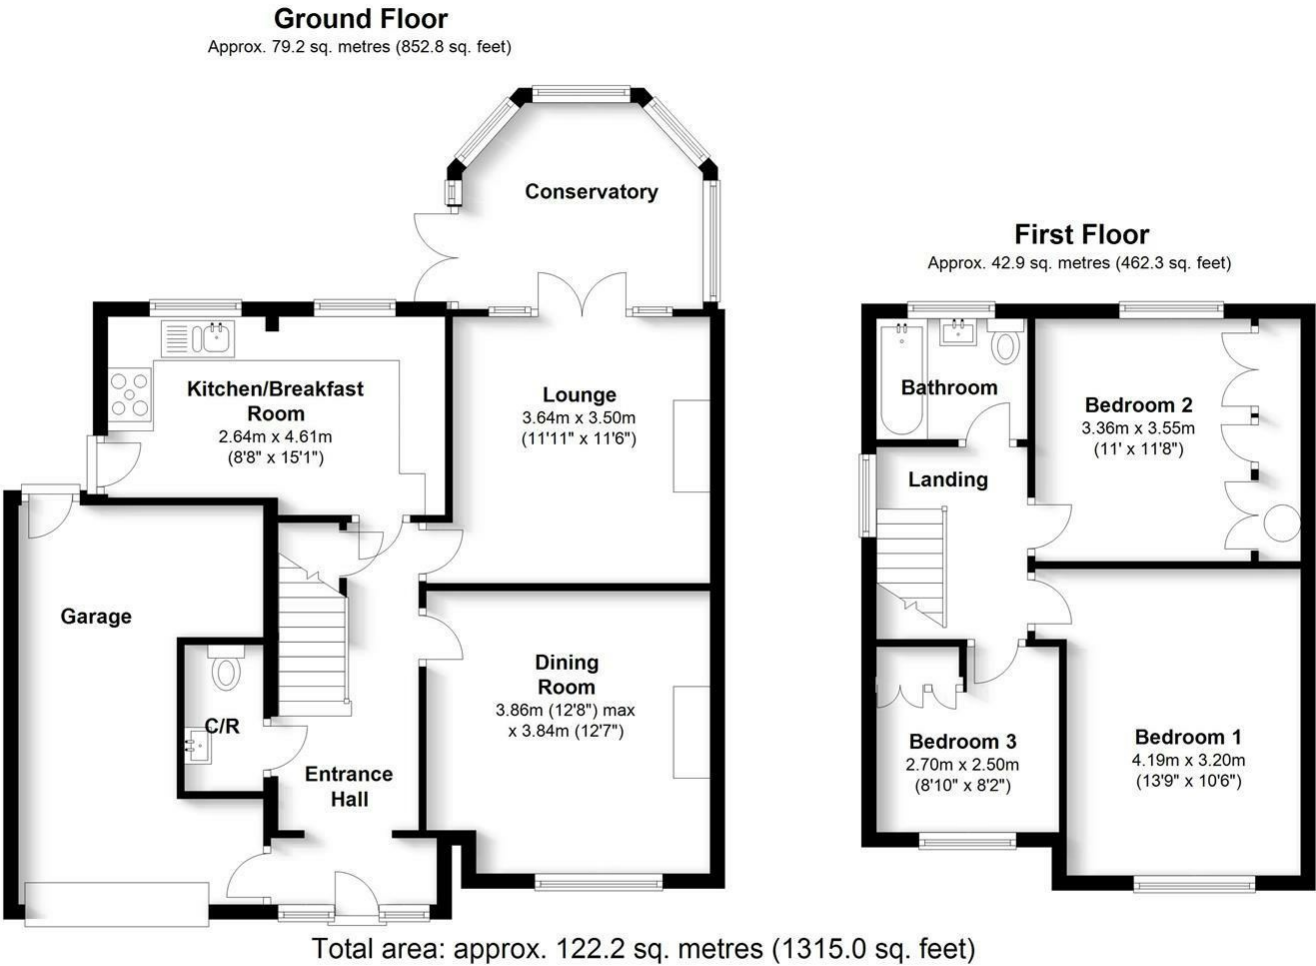 Ground Floor
Approx. 79.2 sq. metres (852.8 sq. feet)
Conservatory
Kitchen/Breakfast
Room
2.64m x 4.61m
(8'8" x 15'1")
Lounge
3.64m x 3.50m
(11'11" x 11'6")
Garage
C/R
Entrance
Hall
Dining
Room
3.86m (12'8") max
x 3.84m (12'7")
First Floor
Approx. 42.9 sq. metres (462.3 sq. feet)
Bathroom
Bedroom 2
3.36m x 3.55m
(11' x 11'8")
Landing
Bedroom 3
2.70m x 2.50m
(8'10" x 8'2")
Bedroom 1
4.19m x 3.20m
(13'9" x 10'6")
Total area: approx. 122.2 sq. metres (1315.0 sq. feet)